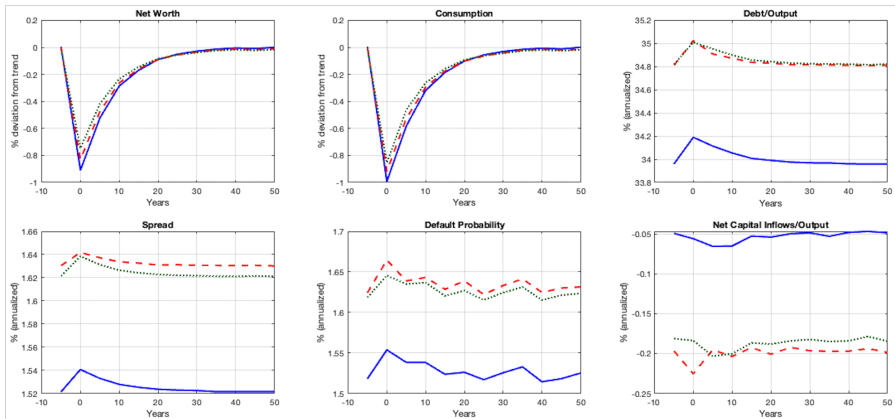 Net Worth
0.2
0
-0.2
-0.4
-0.6
-0.8
-1
% deviation from trend
-10 0 10 20 30 40 50
Years
Consumption
0.2
0
-0.2
-0.4
-0.6
-0.8
-1
% deviation from trend
-10 0 10 20 30 40 50
Years
Debt/Output
35.2
35
34.8
34.6
34.4
34.2
34
33.8
% (annualized)
-10 0 10 20 30 40 50
Years
Spread
1.66
1.64
1.62
1.6
1.58
1.56
1.54
1.52
% (annualized)
-10 0 10 20 30 40 50
Years
Default Probability
1.7
1.65
1.6
1.55
1.5
% (annualized)
-10 0 10 20 30 40 50
Years
Net Capital Inflows/Output
-0.05
-0.1
-0.15
-0.2
-0.25
% (annualized)
-10 0 10 20 30 40 50
Years